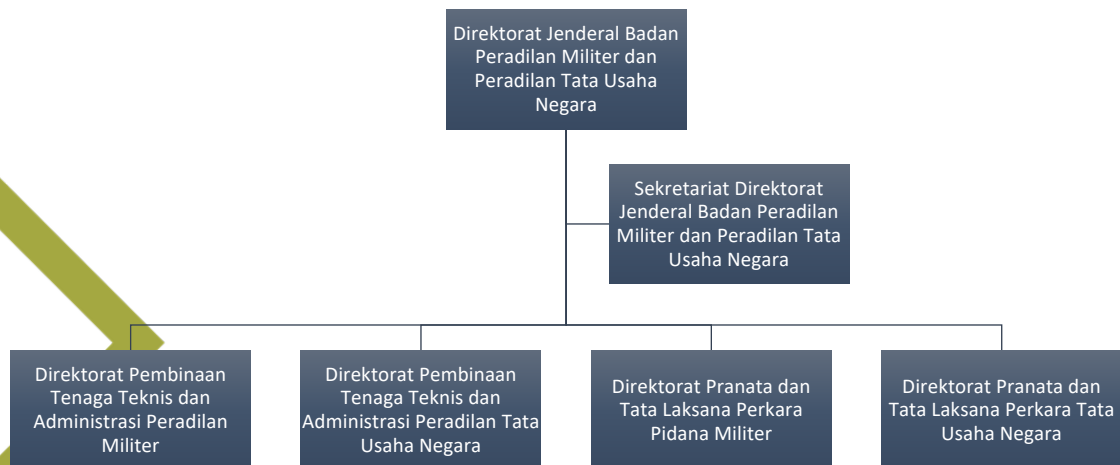 Direktorat Jenderal Badan
Peradilan Militer dan
Peradilan Tata Usaha
Negara
Sekretariat Direktorat
Jenderal Badan Peradilan
Militer dan Peradilan Tata
Usaha Negara
Direktorat Pembinaan
Tenaga Teknis dan
Administrasi Peradilan
Militer
Direktorat Pembinaan
Tenaga Teknis dan
Administrasi Peradilan Tata
Usaha Negara
Direktorat Pranata dan
Tata Laksana Perkara
Pidana Militer
Direktorat Pranata dan
Tata Laksana Perkara Tata
Usaha Negara